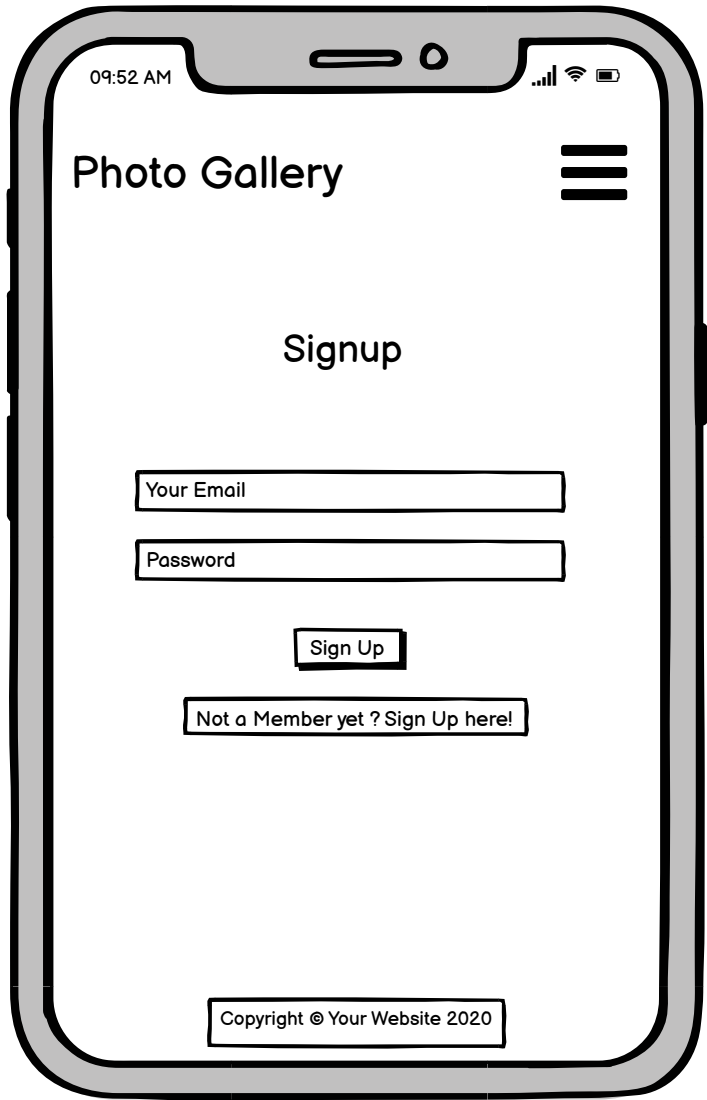 09:52 AM
Photo Gallery
Signup
Your Email
Password
Sign Up
Not a Member yet ? Sign Up here!
Copyright © Your Website 2020